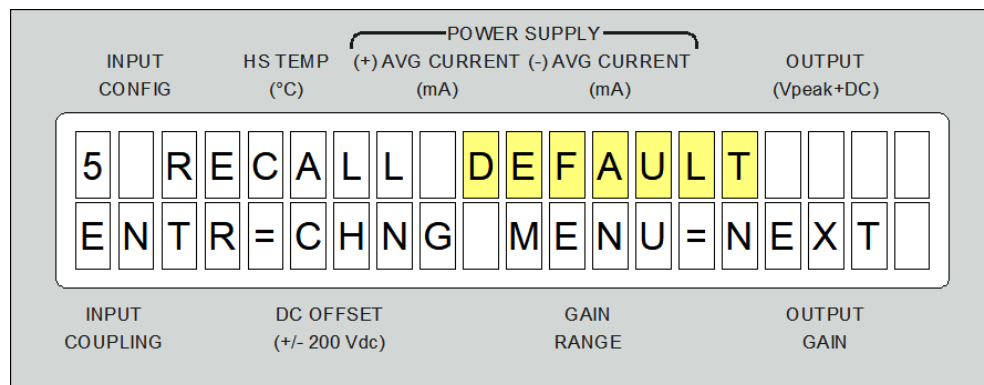 POWER SUPPLY
INPUT HS TEMP (+) AVG CURRENT (-) AVG CURRENT OUTPUT
CONFIG (°C) (mA) (mA) (Vpeak+DC)
5 RECALL DEFAULT
ENTR=CHNG MENU=NEXT
INPUT DC OFFSET GAIN OUTPUT
COUPLING (+/- 200 Vdc) RANGE GAIN